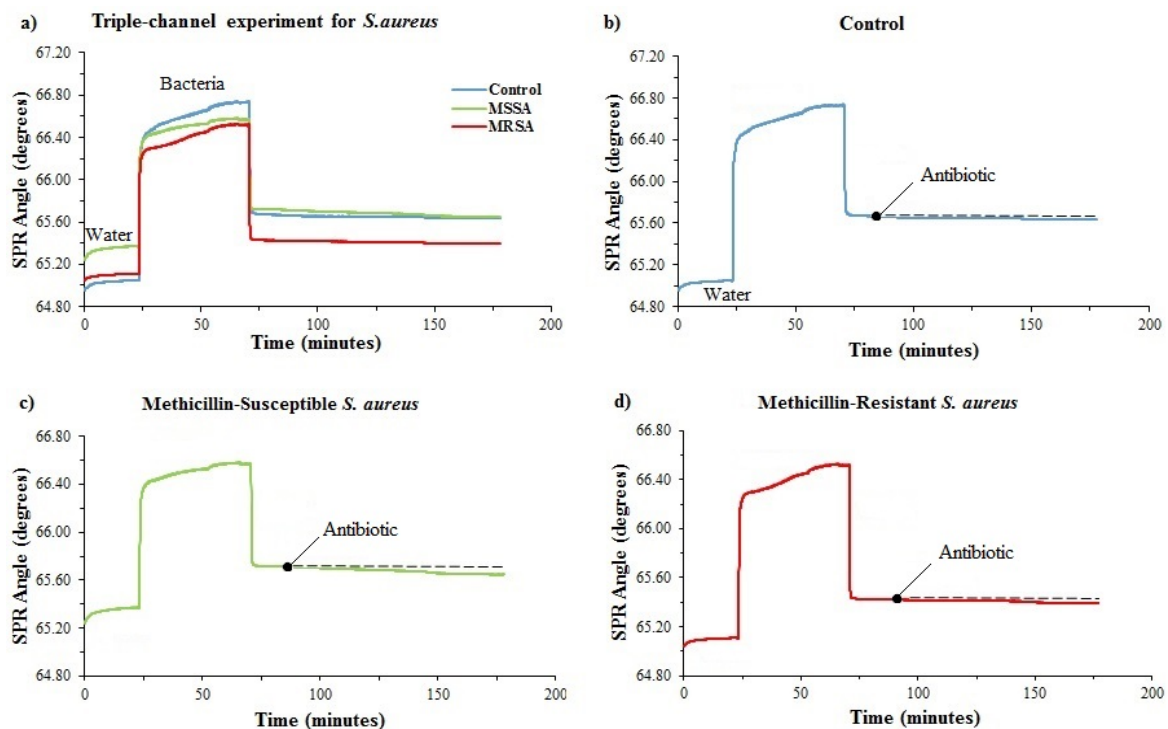 a) Triple-channel experiment for S.aureus
67.20
66.80
66.40
66.00
65.60
65.20
64.80
SPR Angle (degrees)
Bacteria
Water
Control
MSSA
MRSA
0 50 100 150 200
Time (minutes)
b) Control
67.20
66.80
66.40
66.00
65.60
65.20
64.80
SPR Angle (degrees)
Antibiotic
Water
0 50 100 150 200
Time (minutes)
c) Methicillin-Susceptible S. aureus
66.80
66.40
66.00
65.60
65.20
64.80
SPR Angle (degrees)
Antibiotic
0 50 100 150 200
Time (minutes)
d) Methicillin-Resistant S. aureus
66.80
66.40
66.00
65.60
65.20
64.80
SPR Angle (degrees)
Antibiotic
0 50 100 150 200
Time (minutes)